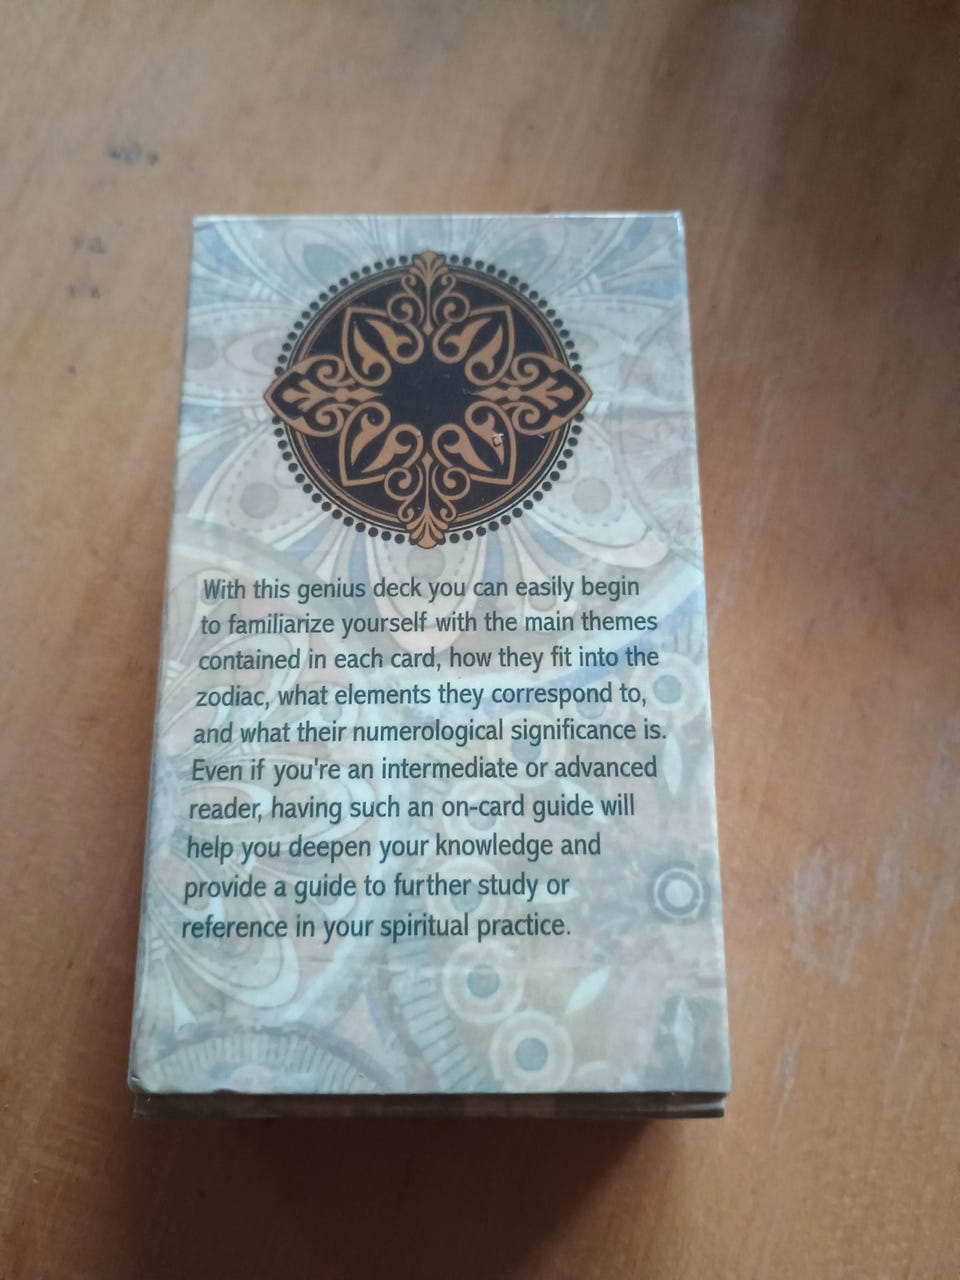 With this genius deck you can easily begin
to familiarize yourself with the main themes
contained in each card, how they fit into the
zodiac, what elements they correspond to,
and what their numerological significance is.
Even if you're an intermediate or advanced
reader, having such an on-card guide will
help you deepen your knowledge and
provide a guide to further study or
reference in your spiritual practice.